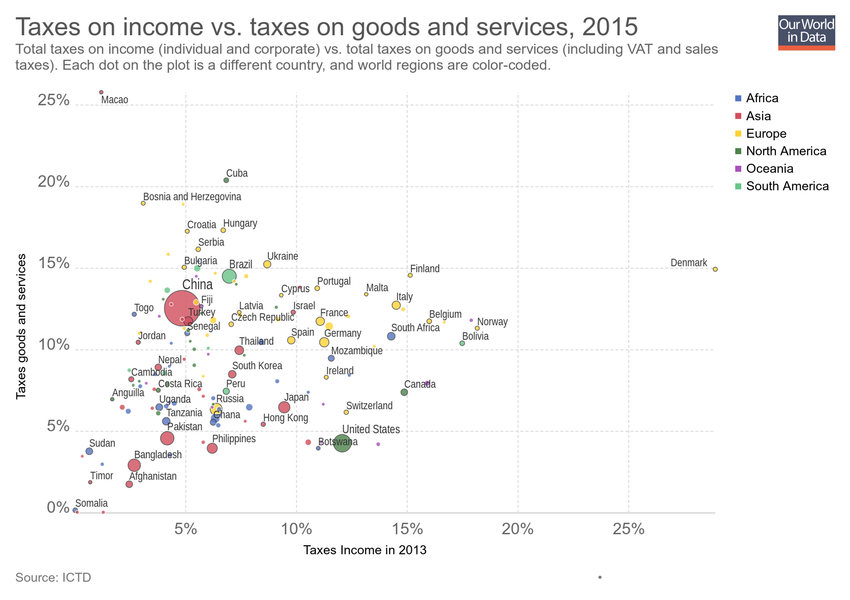 Taxes on income vs. taxes on goods and services, 2015
Our World
in Data
Total taxes on income (individual and corporate) vs. total taxes on goods and services (including VAT and sales
taxes). Each dot on the plot is a different country, and world regions are color-coded.
25%
Macao
Africa
Asia
Europe
North America
Oceania
South America
Cuba
20%
Bosnia and Herzegovina
Croatia
Hungary
Serbia
Ukraine
Bulgaria
Brazil
Denmark
15%
Finland
China
Portugal
Cyprus
Malta
Fiji
Italy
Togo
Latvia
Israel
Turkey
Czech Republic
France
Belgium
Norway
Senegal
Spain
Germany
South Africa
Jordan
Thailand
Bolivia
10%
Mozambique
Nepal
South Korea
Cambodia
Ireland
Costa Rica
Peru
Canada
Anguilla
Uganda
Russia
Japan
Switzerland
Tanzania
Ghana
Hong Kong
Pakistan
United States
5%
Sudan
Philippines
Botswana
Bangladesh
Timor
Afghanistan
Somalia
0%
5%
10%
15%
20%
25%
Taxes goods and services
Taxes Income in 2013
Source: ICTD